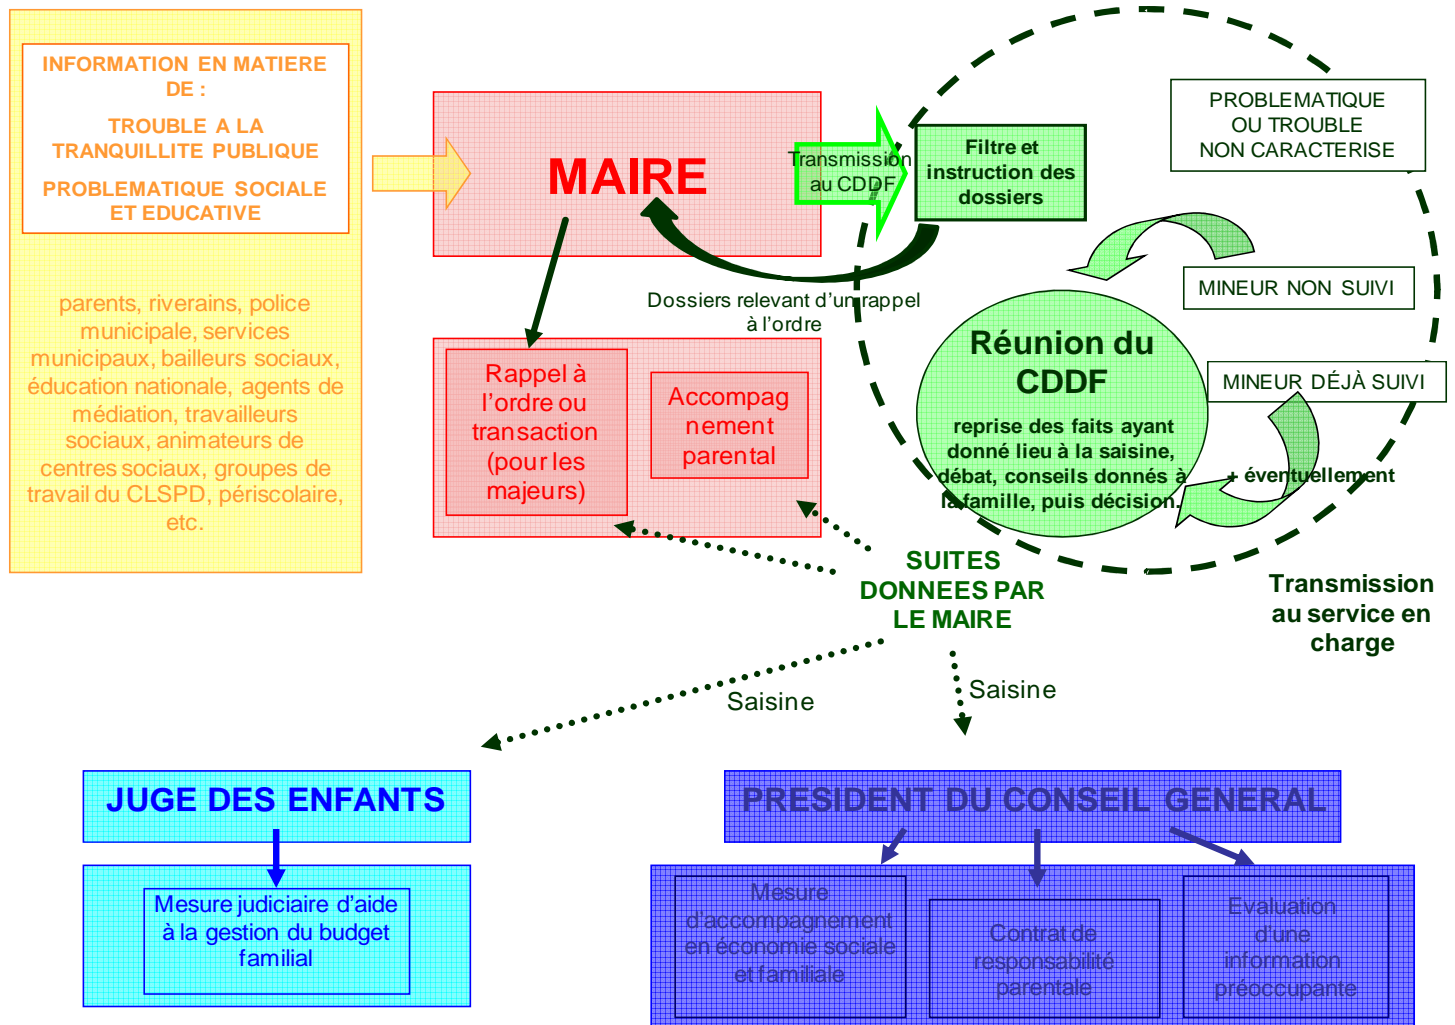 INFORMATION EN MATIERE
DE :
TROUBLE A LA
TRANQUILLITE PUBLIQUE
PROBLEMATIQUE SOCIALE
ET EDUCATIVE
parents, riverains, police
municipale, services
municipaux, bailleurs sociaux,
éducation nationale, agents de
médiation, travailleurs
sociaux, animateurs de
centres sociaux, groupes de
travail du CLSPD, périscolaire,
etc.
MAIRE
Transmission
au CDDF
Filtre et
instruction des
dossiers
PROBLEMATIQUE
OU TROUBLE
NON CARACTERISE
Dossiers relevant d'un rappel
à l'ordre
MINEUR NON SUIVI
Rappel à
l'ordre ou
transaction
(pour les
majeurs)
Accompag
nement
parental
Réunion du
CDDF
reprise des faits ayant
donné lieu à la saisine,
débat, conseils donnés à
la famille, puis décision.
MINEUR DÉJÀ SUIVI
+ éventuellement
SUITES
DONNEES PAR
LE MAIRE
Transmission
au service en
charge
Saisine
Saisine
JUGE DES ENFANTS
Mesure judiciaire d'aide
à la gestion du budget
familial
PRESIDENT DU CONSEIL GENERAL
Mesure
d'accompagnement
en économie sociale
et familiale
Contrat de
responsabilité
parentale
Evaluation
d'une
information
préoccupante